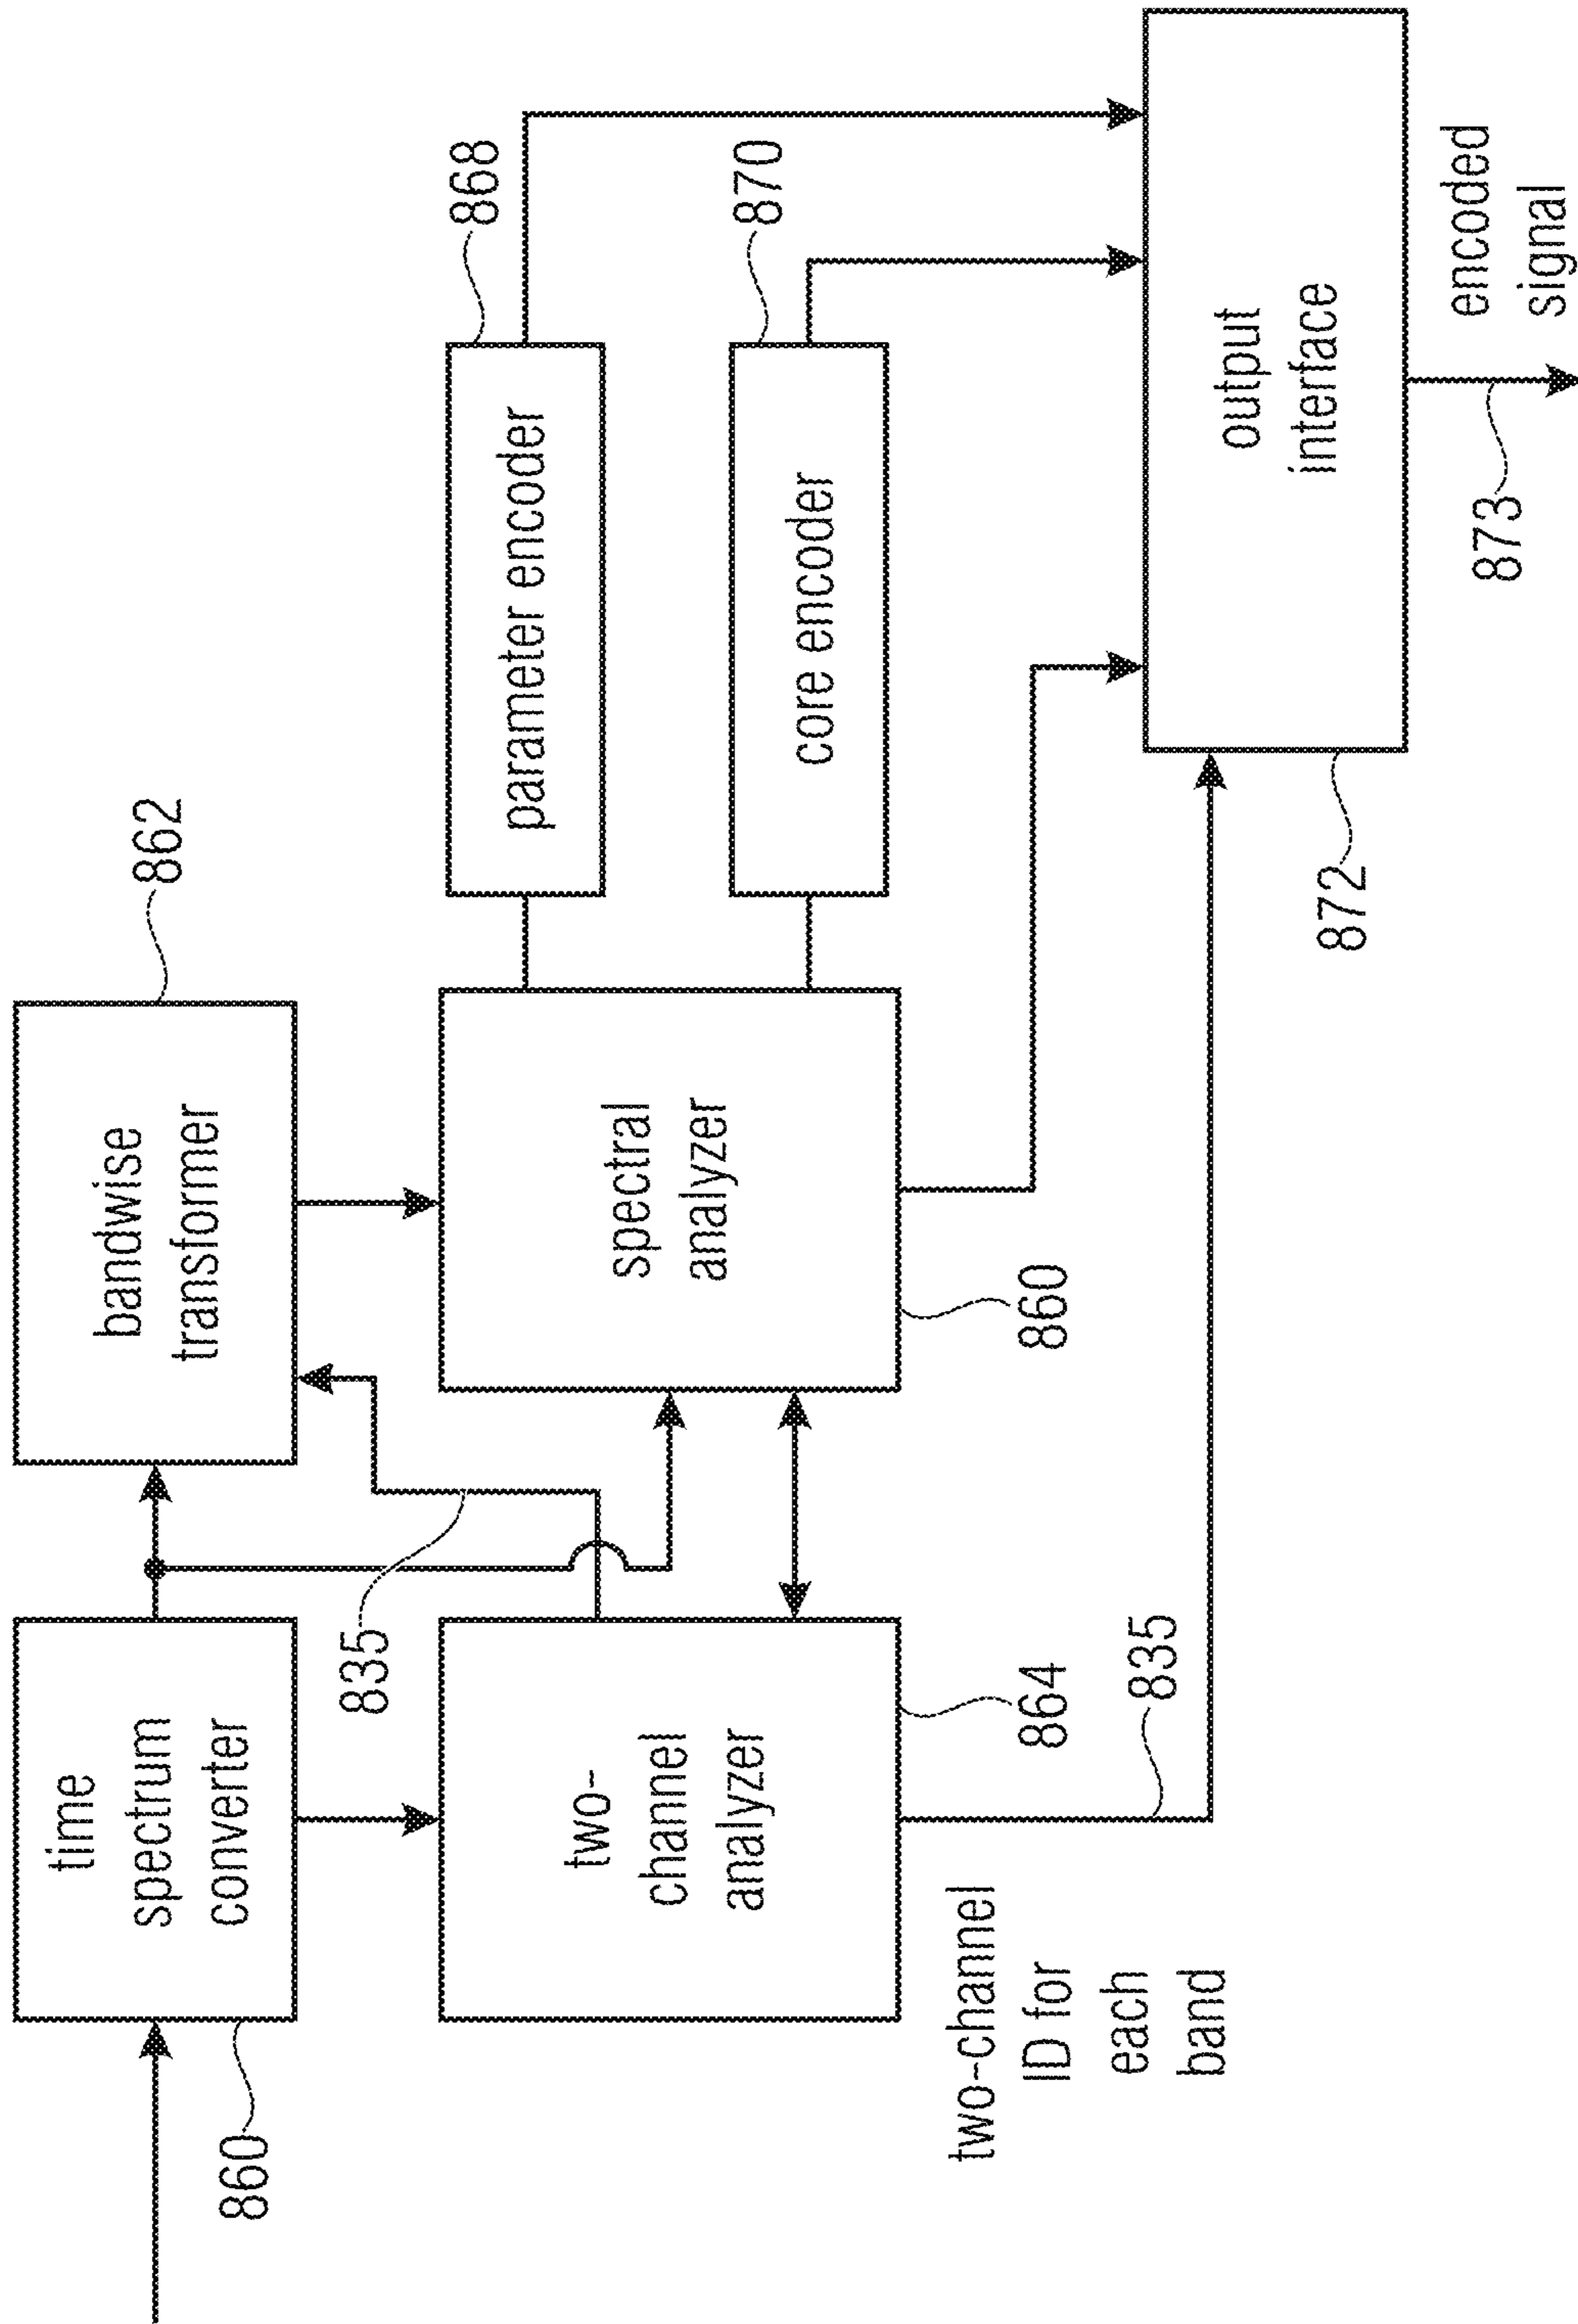 860
time
spectrum
converter
bandwise
transformer
862
835
two-
channel
analyzer
864
spectral
analyzer
860
parameter encoder
868
core encoder
870
two-channel
ID for
each
band
835
872
output
interface
873
encoded
signal